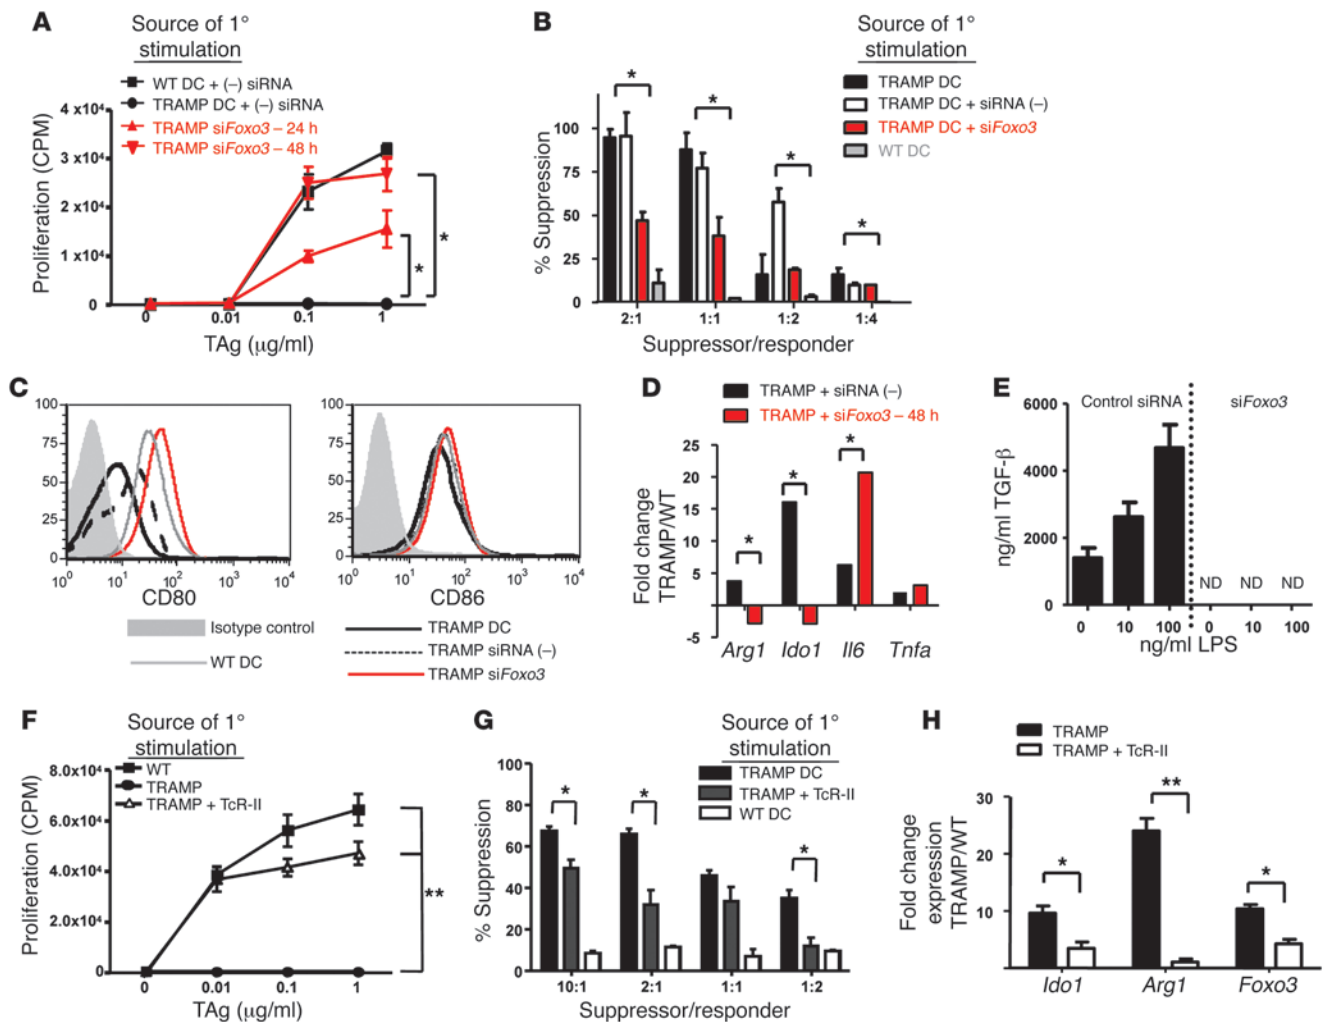 A
Source of 1°
stimulation
WT DC + (–) siRNA
TRAMP DC + (–) siRNA
TRAMP siFoxo3 – 24 h
TRAMP siFoxo3 – 48 h
Proliferation (CPM)
4 x10⁴
3 x10⁴
2 x10⁴
1 x10⁴
0
*
*
0 0.01 0.1 1
TAg (μg/ml)
B
Source of 1°
stimulation
TRAMP DC
TRAMP DC + siRNA (–)
TRAMP DC + siFoxo3
WT DC
% Suppression
100
75
50
25
0
* * * *
2:1 1:1 1:2 1:4
Suppressor/responder
C
100
75
50
25
0
10⁰ 10¹ 10² 10³ 10⁴
CD80
100
75
50
25
0
10⁰ 10¹ 10² 10³ 10⁴
CD86
Isotype control
WT DC
TRAMP DC
TRAMP siRNA (–)
TRAMP siFoxo3
D
TRAMP + siRNA (–)
TRAMP + siFoxo3 – 48 h
Fold change
TRAMP/WT
25
20
15
10
5
0
-5
* * *
Arg1 Ido1 Il6 Tnfa
E
Control siRNA siFoxo3
ng/ml TGF-β
6000
4000
2000
0
ND ND ND
0 10 100 0 10 100
ng/ml LPS
F
Source of 1°
stimulation
WT
TRAMP
TRAMP + TcR-II
Proliferation (CPM)
8.0x10⁴
6.0x10⁴
4.0x10⁴
2.0x10⁴
0
**
0 0.01 0.1 1
TAg (μg/ml)
G
Source of 1°
stimulation
TRAMP DC
TRAMP + TcR-II
WT DC
% Suppression
100
80
60
40
20
0
* * *
10:1 2:1 1:1 1:2
Suppressor/responder
H
TRAMP
TRAMP + TcR-II
Fold change
expression
TRAMP/WT
30
20
10
* ** *
Ido1 Arg1 Foxo3